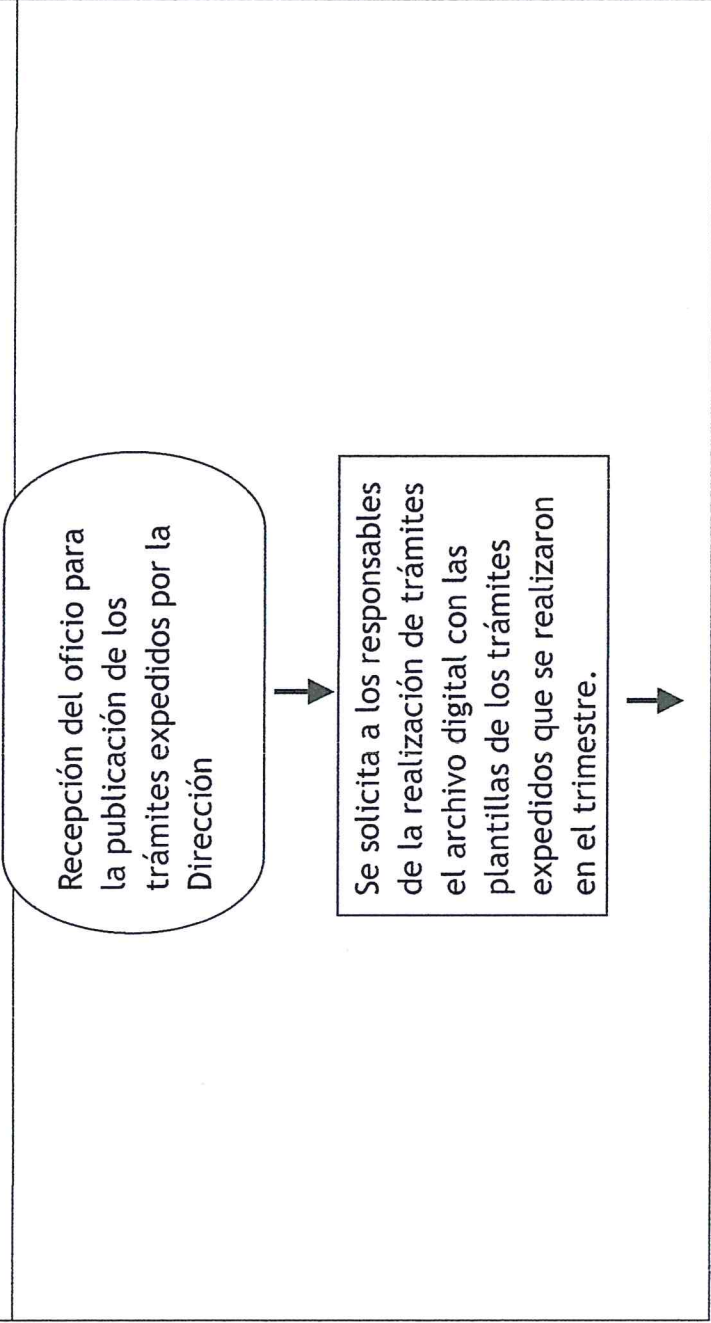 Recepción del oficio para
la publicación de los
trámites expedidos por la
Dirección
Se solicita a los responsables
de la realización de trámites
el archivo digital con las
plantillas de los trámites
expedidos que se realizaron
en el trimestre.